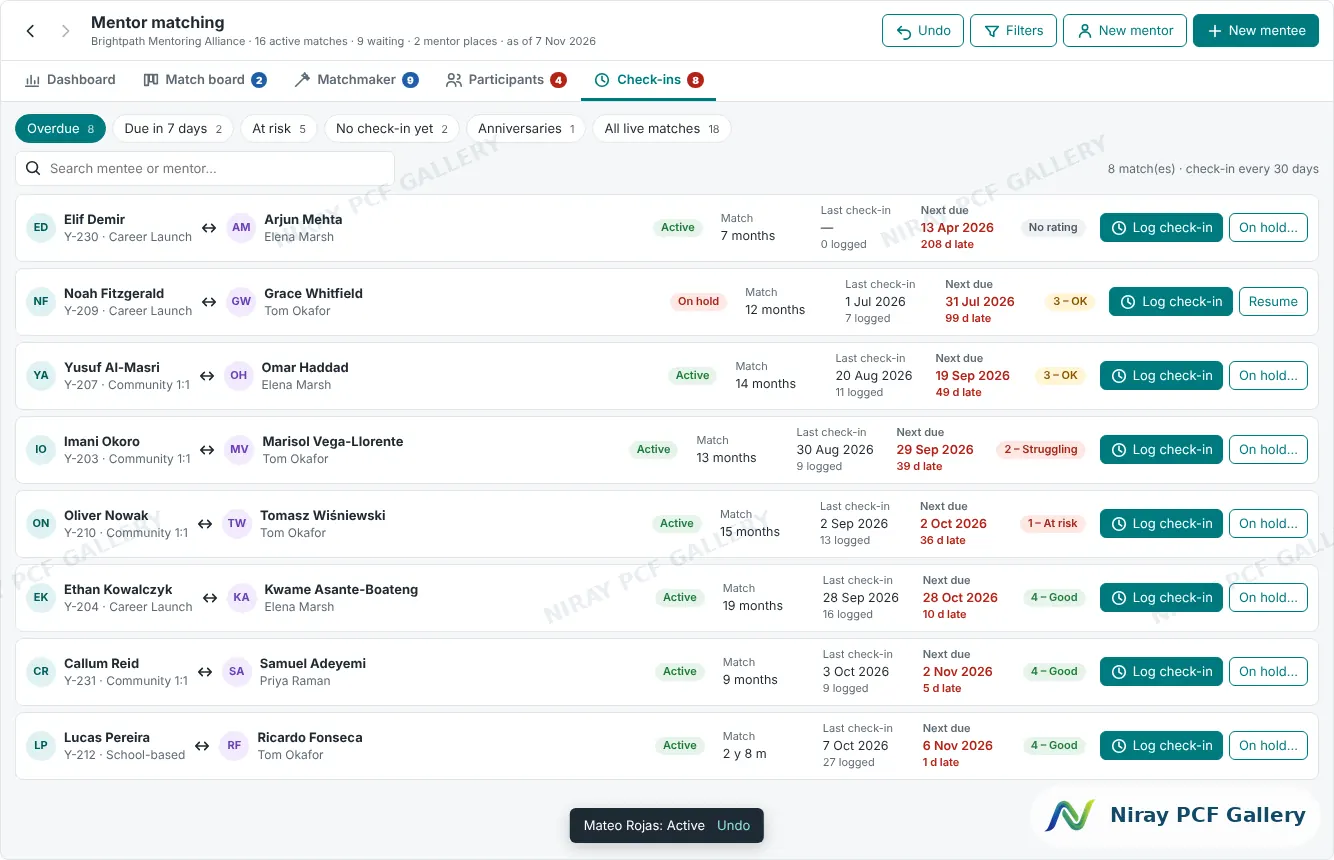 Mentor matching
Brightpath Mentoring Alliance · 16 active matches · 9 waiting · 2 mentor places · as of 7 Nov 2026
Undo
Filters
New mentor
New mentee
Dashboard
Match board 2
Matchmaker 9
Participants 4
Check-ins 8
Overdue 8
Due in 7 days 2
At risk 5
No check-in yet 2
Anniversaries 1
All live matches 18
Search mentee or mentor...
8 match(es) · check-in every 30 days
ED
Elif Demir
Y-230 · Career Launch
AM
Arjun Mehta
Elena Marsh
Active
Match
7 months
Last check-in
—
0 logged
Next due
13 Apr 2026
208 d late
No rating
Log check-in
On hold...
NF
Noah Fitzgerald
Y-209 · Career Launch
GW
Grace Whitfield
Tom Okafor
On hold
Match
12 months
Last check-in
1 Jul 2026
7 logged
Next due
31 Jul 2026
99 d late
3 – OK
Log check-in
Resume
YA
Yusuf Al-Masri
Y-207 · Community 1:1
OH
Omar Haddad
Elena Marsh
Active
Match
14 months
Last check-in
20 Aug 2026
11 logged
Next due
19 Sep 2026
49 d late
3 – OK
Log check-in
On hold...
IO
Imani Okoro
Y-203 · Community 1:1
MV
Marisol Vega-Llorente
Tom Okafor
Active
Match
13 months
Last check-in
30 Aug 2026
9 logged
Next due
29 Sep 2026
39 d late
2 – Struggling
Log check-in
On hold...
ON
Oliver Nowak
Y-210 · Community 1:1
TW
Tomasz Wiśniewski
Tom Okafor
Active
Match
15 months
Last check-in
2 Sep 2026
13 logged
Next due
2 Oct 2026
36 d late
1 – At risk
Log check-in
On hold...
EK
Ethan Kowalczyk
Y-204 · Career Launch
KA
Kwame Asante-Boateng
Elena Marsh
Active
Match
19 months
Last check-in
28 Sep 2026
16 logged
Next due
28 Oct 2026
10 d late
4 – Good
Log check-in
On hold...
CR
Callum Reid
Y-231 · Community 1:1
SA
Samuel Adeyemi
Priya Raman
Active
Match
9 months
Last check-in
3 Oct 2026
9 logged
Next due
2 Nov 2026
5 d late
4 – Good
Log check-in
On hold...
LP
Lucas Pereira
Y-212 · School-based
RF
Ricardo Fonseca
Tom Okafor
Active
Match
2 y 8 m
Last check-in
7 Oct 2026
27 logged
Next due
6 Nov 2026
1 d late
4 – Good
Log check-in
On hold...
Mateo Rojas: Active Undo
Niray PCF Gallery
NIRAY PCF GALLERY
NIRAY PCF GALLERY
PCF GALLERY
NIRAY PCF GALLERY
NIRAY PCF GALL